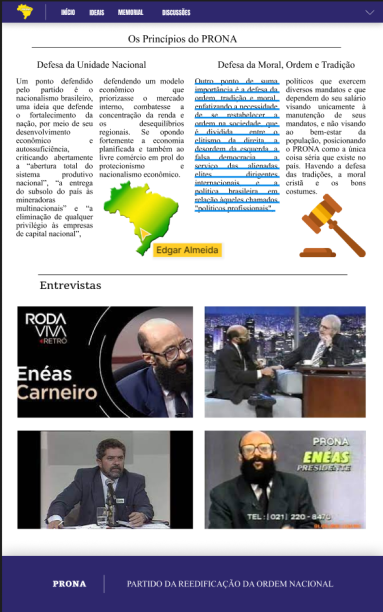 INÍCIO
IDEAIS
MEMORIAL
DISCUSSÕES
Os Princípios do PRONA
Defesa da Unidade Nacional
Um ponto defendido
pelo partido é o
nacionalismo brasileiro,
uma ideia que defende
o fortalecimento da
nação, por meio de seu
desenvolvimento
econômico e
autossuficiência,
criticando abertamente
a “abertura total do
sistema produtivo
nacional”, “a entrega
do subsolo do país às
mineradoras
multinacionais” e “a
eliminação de qualquer
privilégio às empresas
de capital nacional”,
defendendo um modelo
econômico que
priorizasse o mercado
interno, combatesse a
concentração da renda e
os desequilíbrios
regionais. Se opondo
fortemente a economia
planificada e também ao
livre comércio em prol do
protecionismo e
nacionalismo econômico.
Edgar Almeida
Defesa da Moral, Ordem e Tradição
Outro ponto de suma
importância é a defesa da
ordem, tradição e moral,
enfatizando a necessidade
de se restabelecer a
ordem na sociedade que
é dividida entre o
elitismo da direita, a
desordem da esquerda, a
falsa democracia a
serviço das alienadas
elites dirigentes
internacionais e a
política brasileira em
relação àqueles chamados
"políticos profissionais",
políticos que exercem
diversos mandatos e que
dependem do seu salário
visando unicamente à
manutenção de seus
mandatos, e não visando
ao bem-estar da
população, posicionando
o PRONA como a única
coisa séria que existe no
país. Havendo a defesa
das tradições, a moral
cristã e os bons
costumes.
Entrevistas
RODA
VIVA
+RETRÔ
Enéas
Carneiro
PRONA
ENÉAS
PRESIDENTE
TEL.: (021) 220 - 8476
PRONA
PARTIDO DA REEDIFICAÇÃO DA ORDEM NACIONAL